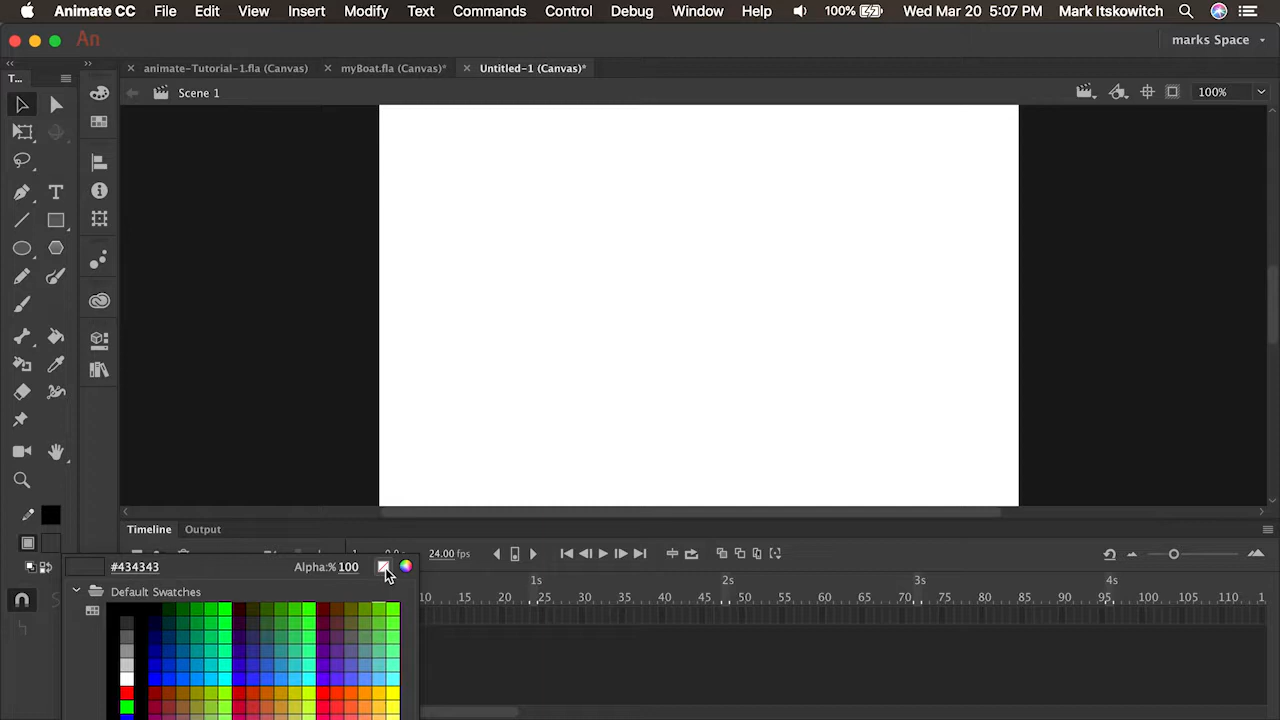 Animate CC File Edit View Insert Modify Text Commands Control Debug Window Help 100% Wed Mar 20 5:07 PM Mark Itskowitch
An marks Space
T... animate-Tutorial-1.fla (Canvas) myBoat.fla (Canvas)* Untitled-1 (Canvas)*
Scene 1 100%
T
Timeline Output
24.00 fps
#434343 Alpha:% 100
1s 2s 3s 4s
Default Swatches
10 15 20 25 30 35 40 45 50 55 60 65 70 75 80 85 90 95 100 105 110